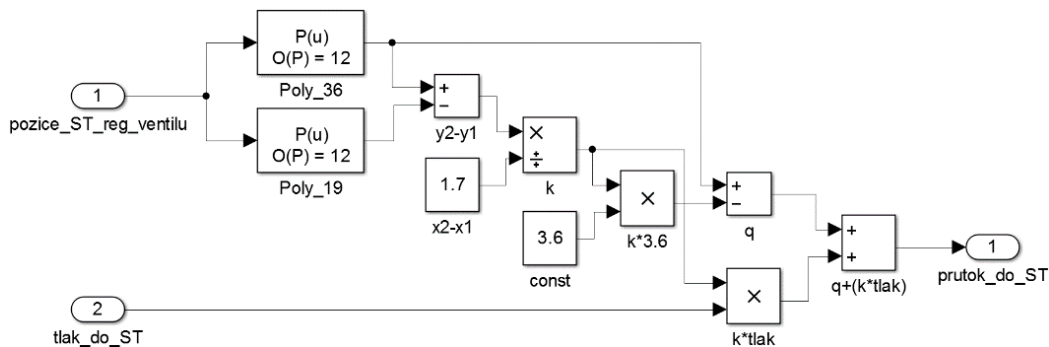 P(u)
O(P) = 12
Poly_36
1
pozice_ST_reg_ventilu
+
−
y2-y1
P(u)
O(P) = 12
Poly_19
×
÷
k
1.7
x2-x1
×
k*3.6
3.6
const
+
−
q
+
+
q+(k*tlak)
1
prutok_do_ST
×
k*tlak
2
tlak_do_ST